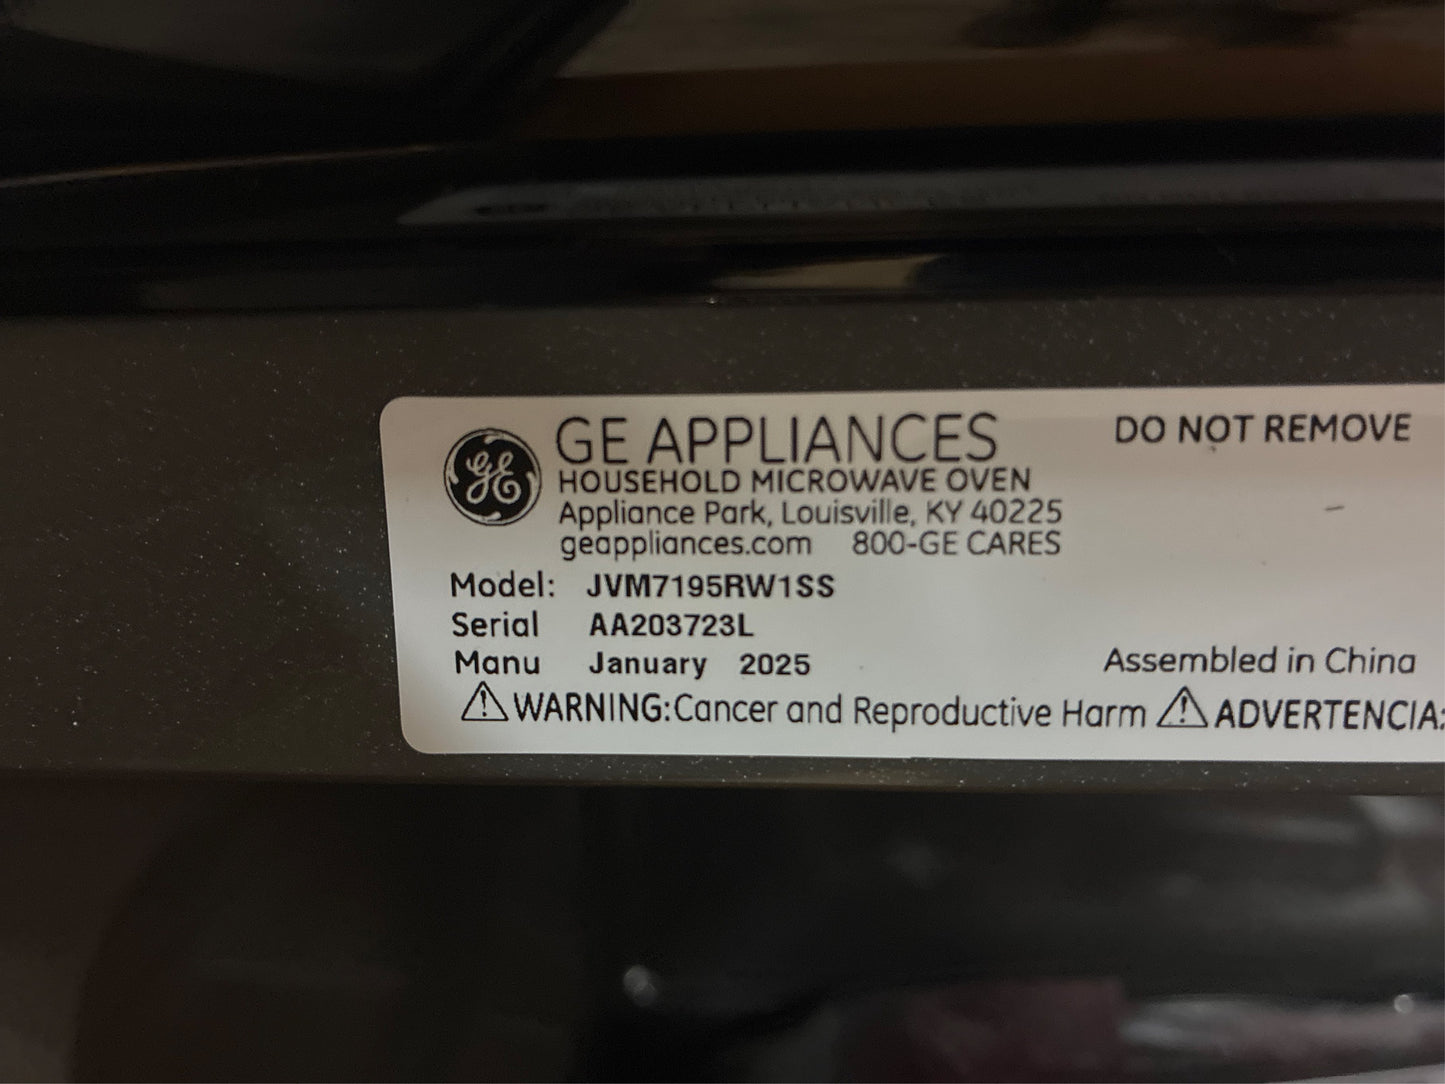 GE
GE APPLIANCES
DO NOT REMOVE
HOUSEHOLD MICROWAVE OVEN
Appliance Park, Louisville, KY 40225
geappliances.com 800-GE CARES
Model: JVM7195RW1SS
Serial AA203723L
Manu January 2025
Assembled in China
⚠WARNING:Cancer and Reproductive Harm ⚠ADVERTENCIA: